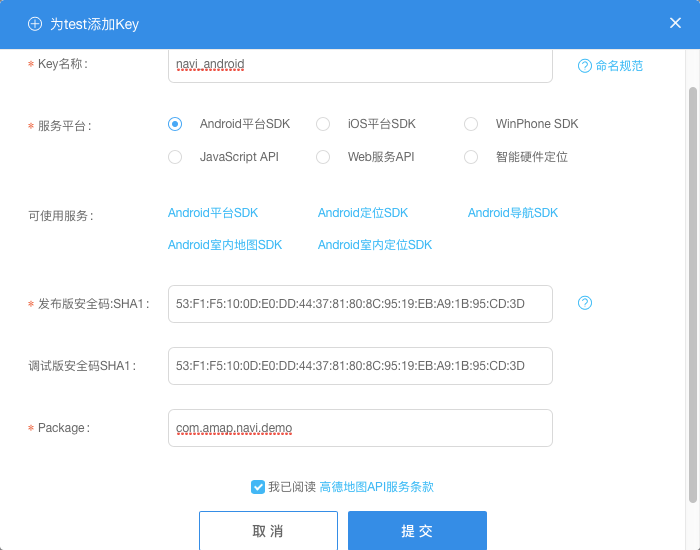 为test添加Key
* Key名称： navi_android 命名规范
* 服务平台： Android平台SDK iOS平台SDK WinPhone SDK
JavaScript API Web服务API 智能硬件定位
可使用服务： Android平台SDK Android定位SDK Android导航SDK
Android室内地图SDK Android室内定位SDK
* 发布版安全码:SHA1： 53:F1:F5:10:0D:E0:DD:44:37:81:80:8C:95:19:EB:A9:1B:95:CD:3D
调试版安全码SHA1： 53:F1:F5:10:0D:E0:DD:44:37:81:80:8C:95:19:EB:A9:1B:95:CD:3D
* Package： com.amap.navi.demo
我已阅读 高德地图API服务条款
取消 提交